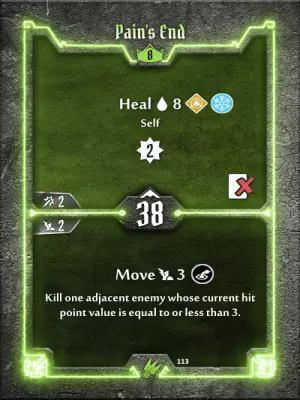 Pain's End
8
Heal 8
Self
2
2
38
2
Move 3
Kill one adjacent enemy whose current hit
point value is equal to or less than 3.
113